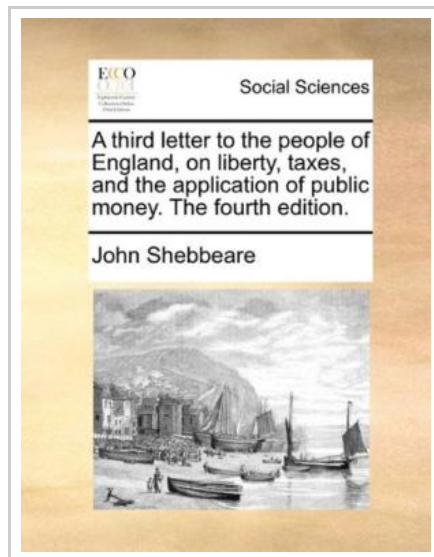 ECCO
Social Sciences
A third letter to the people of
England, on liberty, taxes,
and the application of public
money. The fourth edition.
John Shebbeare